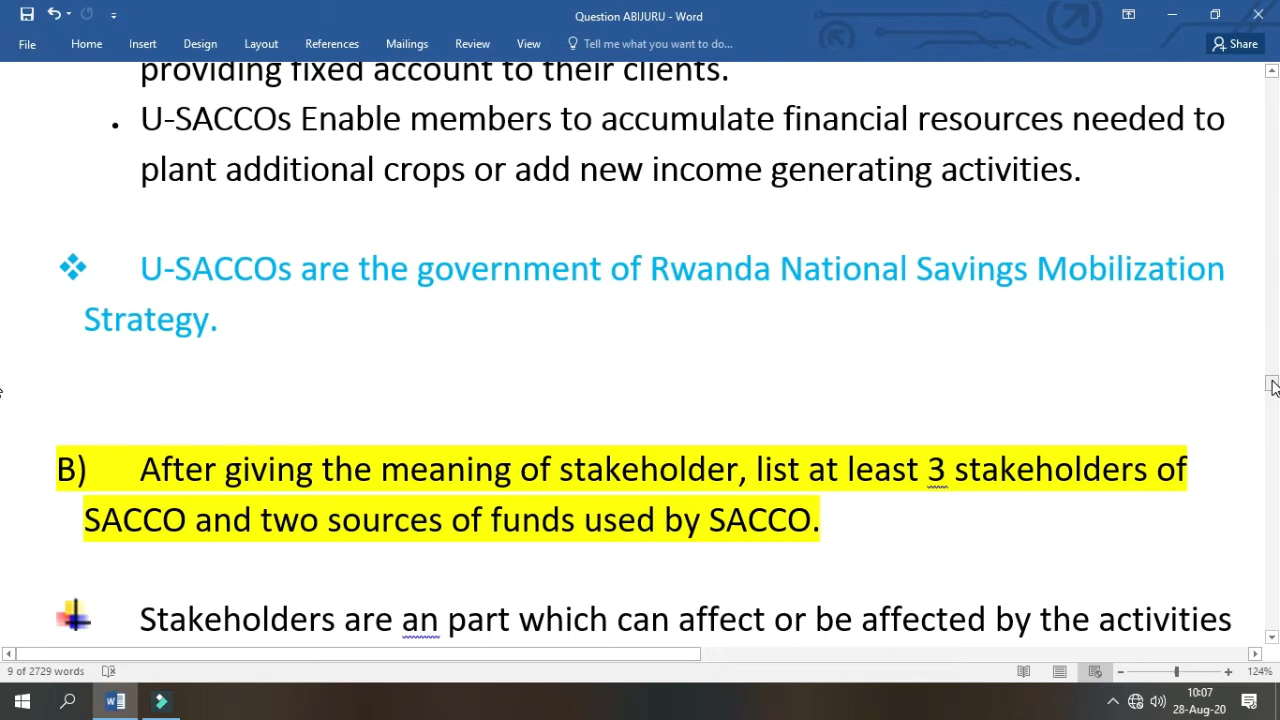 Question ABIJURU - Word
File Home Insert Design Layout References Mailings Review View Tell me what you want to do... Share
providing fixed account to their clients.
• U-SACCOs Enable members to accumulate financial resources needed to
plant additional crops or add new income generating activities.
❖ U-SACCOs are the government of Rwanda National Savings Mobilization
Strategy.
B) After giving the meaning of stakeholder, list at least 3 stakeholders of
SACCO and two sources of funds used by SACCO.
Stakeholders are an part which can affect or be affected by the activities
9 of 2729 words
124%
10:07
28-Aug-20